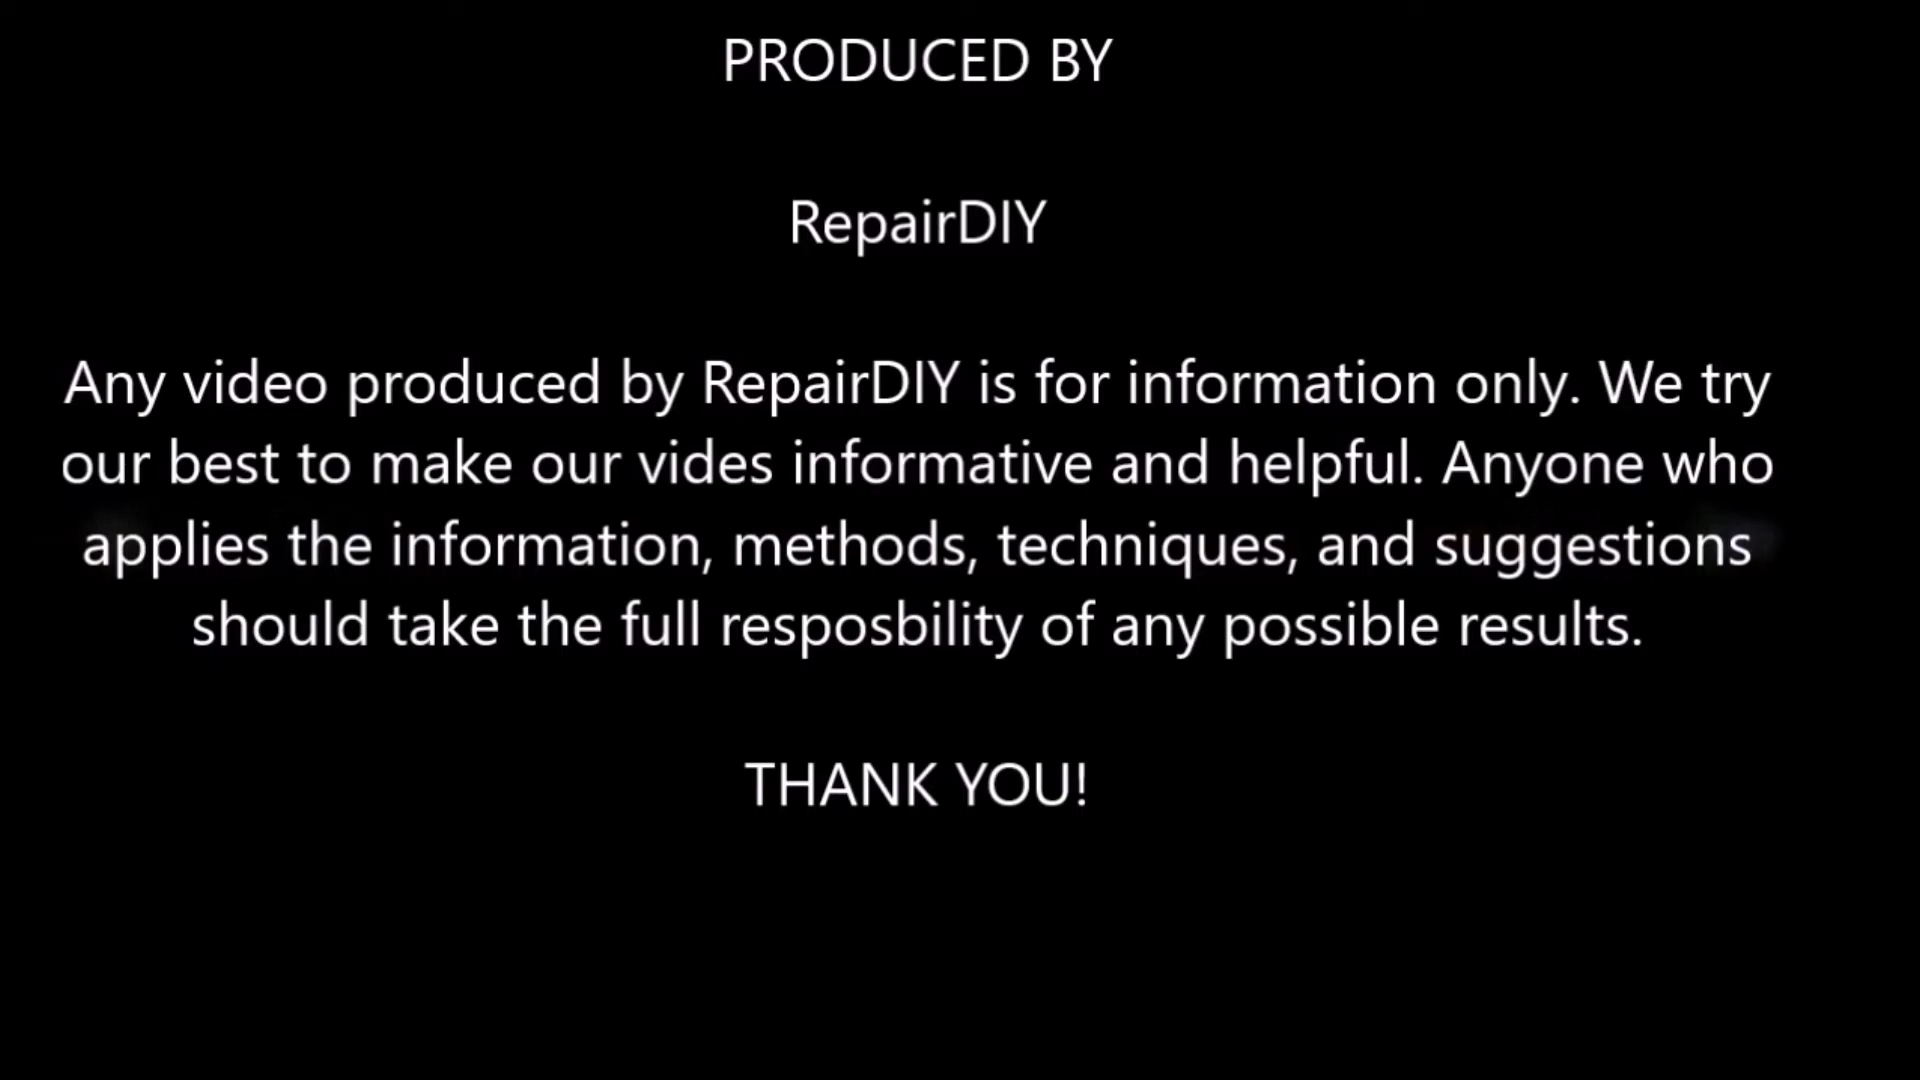 PRODUCED BY
RepairDIY
Any video produced by RepairDIY is for information only. We try
our best to make our vides informative and helpful. Anyone who
applies the information, methods, techniques, and suggestions
should take the full resposbility of any possible results.
THANK YOU!